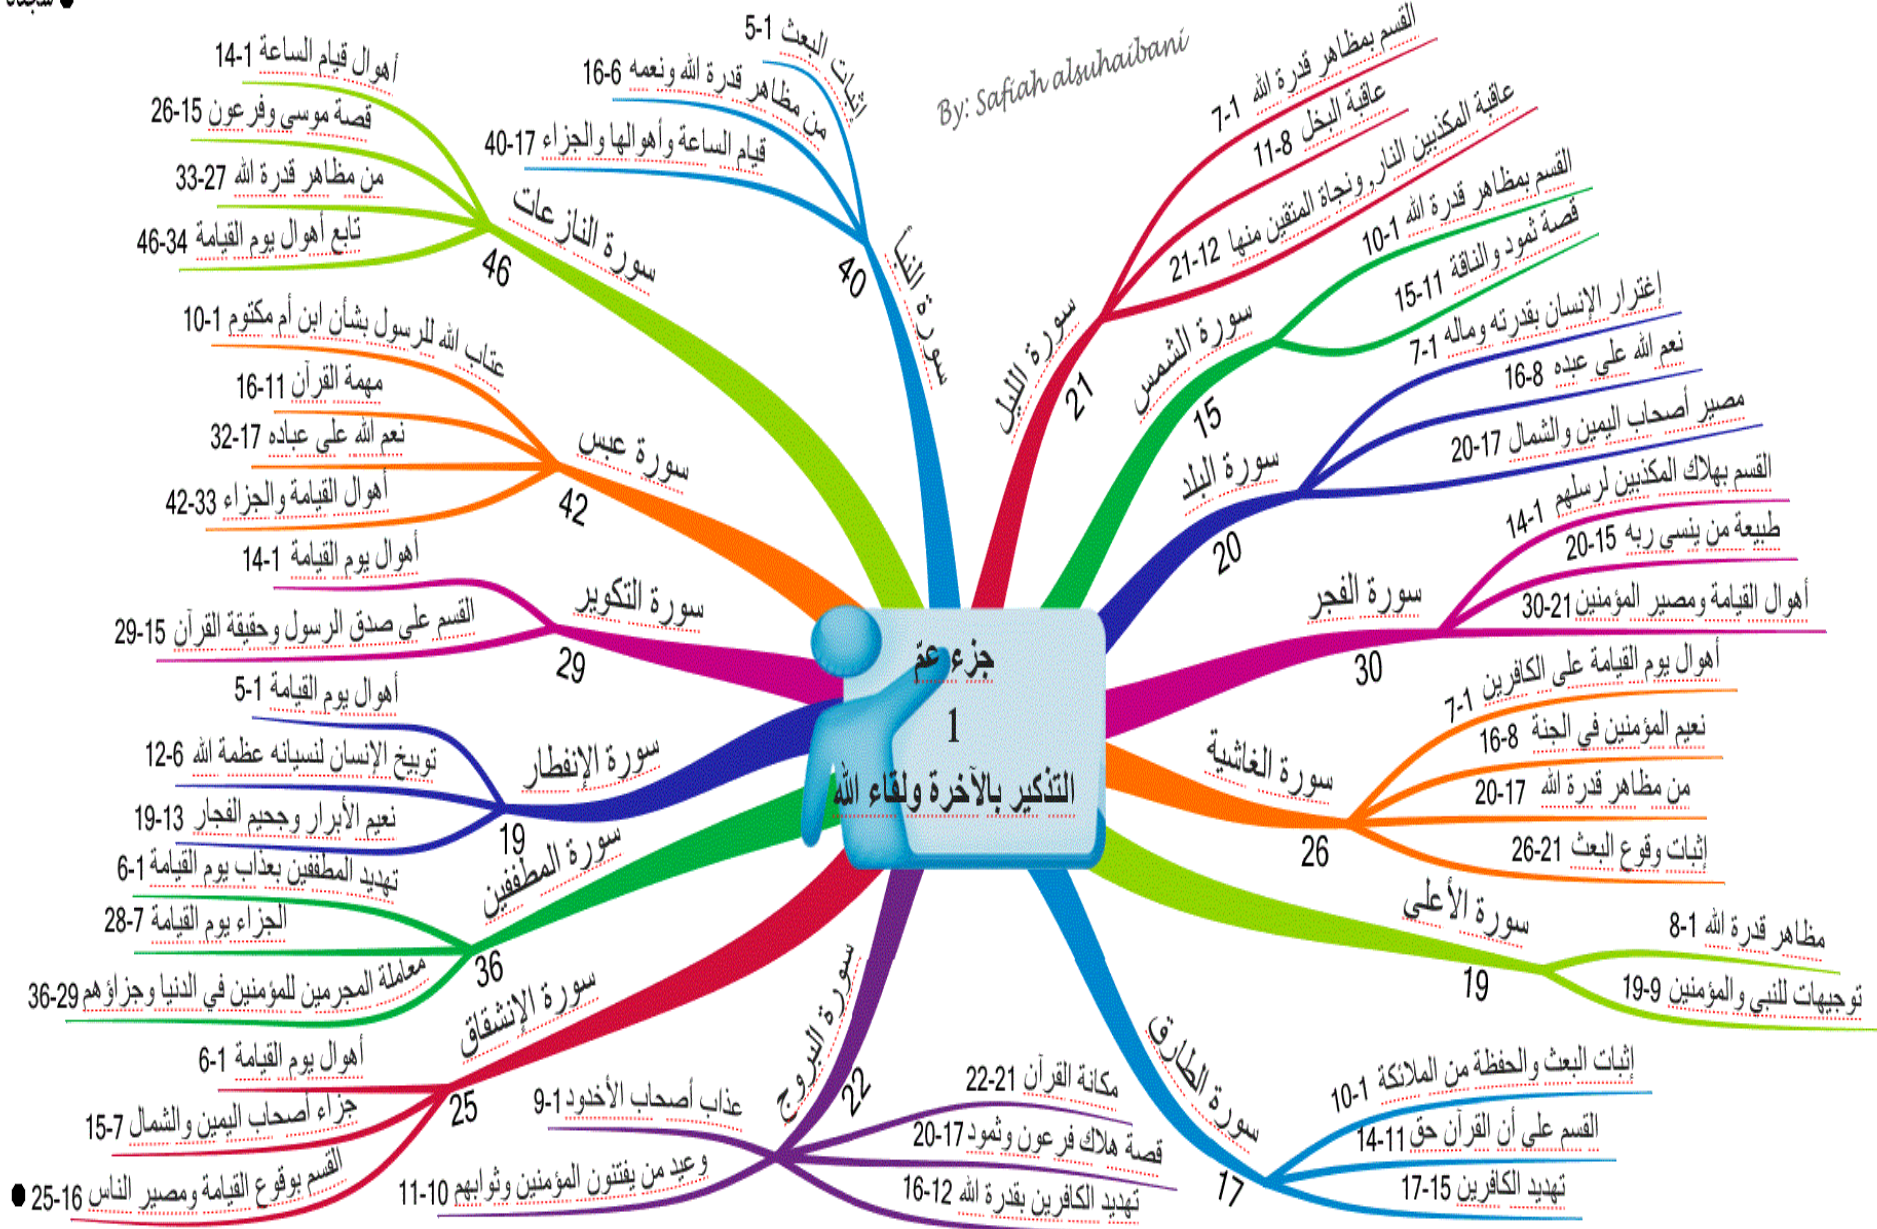 سجدة
By: Safiah alsuhaibani
جزء عمّ
1
التذكير بالآخرة ولقاء الله
سورة النبأ
40
إثبات البعث 1-5
من مظاهر قدرة الله ونعمه 6-16
قيام الساعة وأهوالها والجزاء 17-40
سورة النازعات
46
أهوال قيام الساعة 1-14
قصة موسى وفرعون 15-26
من مظاهر قدرة الله 27-33
تابع أهوال يوم القيامة 34-46
سورة عبس
42
عتاب الله للرسول بشأن ابن أم مكتوم 1-10
مهمة القرآن 11-16
نعم الله على عباده 17-32
أهوال القيامة والجزاء 33-42
سورة التكوير
29
أهوال يوم القيامة 1-14
القسم على صدق الرسول وحقيقة القرآن 15-29
سورة الإنفطار
19
أهوال يوم القيامة 1-5
توبيخ الإنسان لنسيانه عظمة الله 6-12
نعيم الأبرار وجحيم الفجار 13-19
سورة المطففين
36
تهديد المطففين بعذاب يوم القيامة 1-6
الجزاء يوم القيامة 7-28
معاملة المجرمين للمؤمنين في الدنيا وجزاؤهم 29-36
سورة الإنشقاق
25
أهوال يوم القيامة 1-6
جزاء أصحاب اليمين والشمال 7-15
القسم بوقوع القيامة ومصير الناس 16-25
سورة البروج
22
عذاب أصحاب الأخدود 1-9
وعيد من يفتنون المؤمنين وثوابهم 10-11
تهديد الكافرين بقدرة الله 12-16
قصة هلاك فرعون وثمود 17-20
مكانة القرآن 21-22
سورة الطارق
17
إثبات البعث والحفظة من الملائكة 1-10
القسم على أن القرآن حق 11-14
تهديد الكافرين 15-17
سورة الأعلى
19
مظاهر قدرة الله 1-8
توجيهات للنبي والمؤمنين 9-19
سورة الغاشية
26
أهوال يوم القيامة على الكافرين 1-7
نعيم المؤمنين في الجنة 8-16
من مظاهر قدرة الله 17-20
إثبات وقوع البعث 21-26
سورة الفجر
30
القسم بهلاك المكذبين لرسلهم 1-14
طبيعة من ينسى ربه 15-20
أهوال القيامة ومصير المؤمنين 21-30
سورة البلد
20
إغترار الإنسان بقدرته وماله 1-7
نعم الله على عبده 8-16
مصير أصحاب اليمين والشمال 17-20
سورة الشمس
15
القسم بمظاهر قدرة الله 1-10
قصة ثمود والناقة 11-15
سورة الليل
21
القسم بمظاهر قدرة الله 1-7
عاقبة البخل 8-11
عاقبة المكذبين النار, ونجاة المتقين منها 12-21